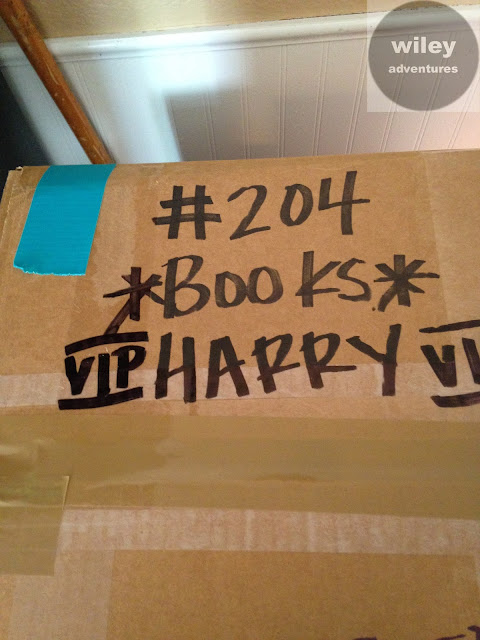 wiley
adventures
#204
*BOOKS*
VIP HARRY VI